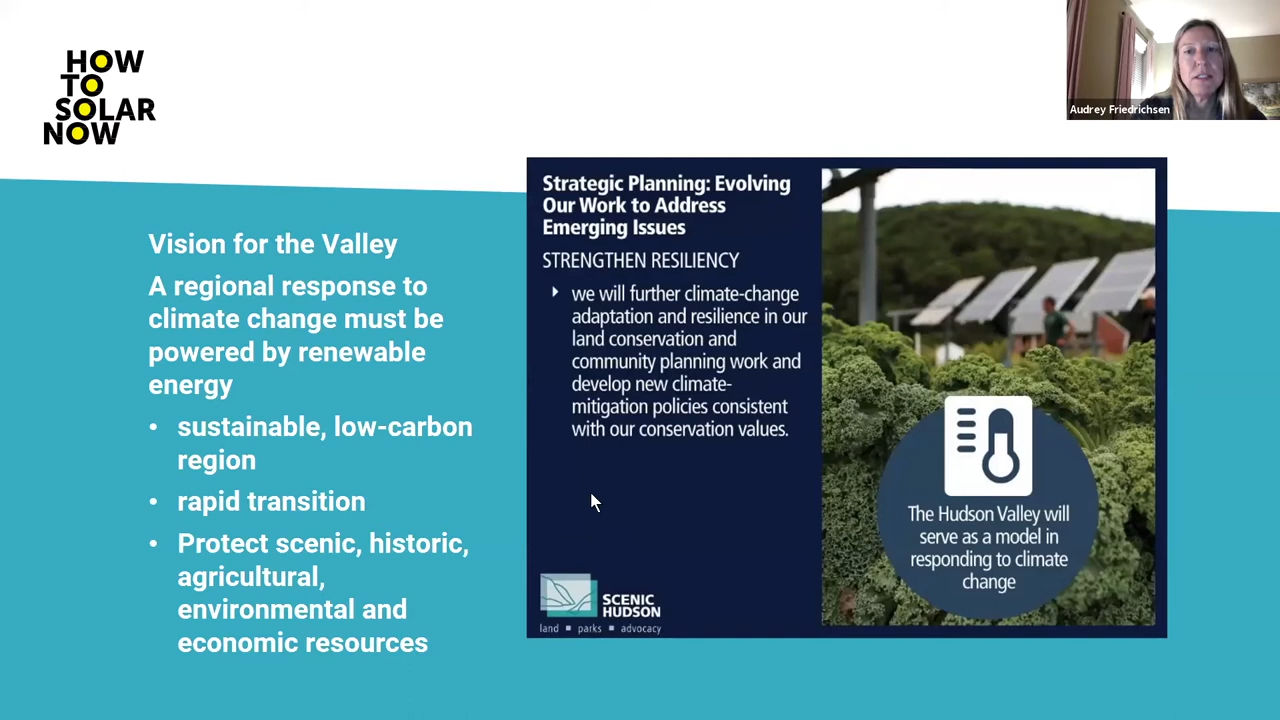 HOW
TO
SOLAR
NOW
Audrey Friedrichsen
Vision for the Valley
A regional response to
climate change must be
powered by renewable
energy
• sustainable, low-carbon
region
• rapid transition
• Protect scenic, historic,
agricultural,
environmental and
economic resources
Strategic Planning: Evolving
Our Work to Address
Emerging Issues
STRENGTHEN RESILIENCY
we will further climate-change
adaptation and resilience in our
land conservation and
community planning work and
develop new climate-
mitigation policies consistent
with our conservation values.
SCENIC
HUDSON
land ▪ parks ▪ advocacy
The Hudson Valley will
serve as a model in
responding to climate
change